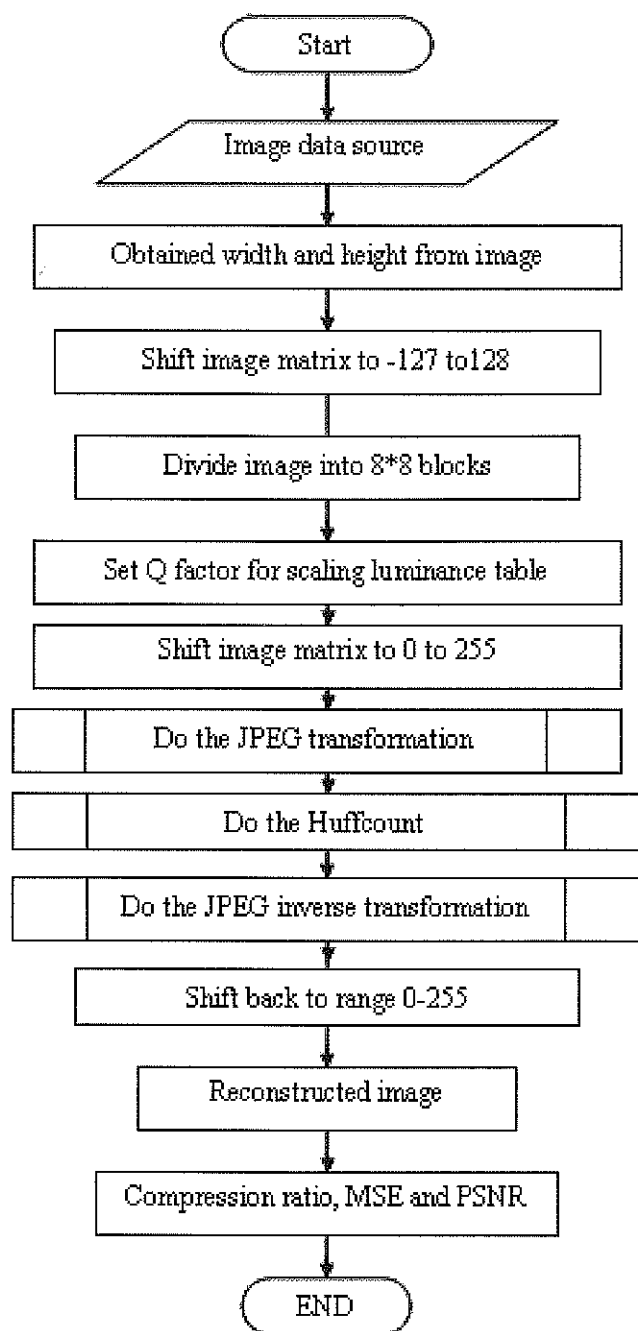 Start
Image data source
Obtained width and height from image
Shift image matrix to -127 to128
Divide image into 8*8 blocks
Set Q factor for scaling luminance table
Shift image matrix to 0 to 255
Do the JPEG transformation
Do the Huffcount
Do the JPEG inverse transformation
Shift back to range 0-255
Reconstructed image
Compression ratio, MSE and PSNR
END